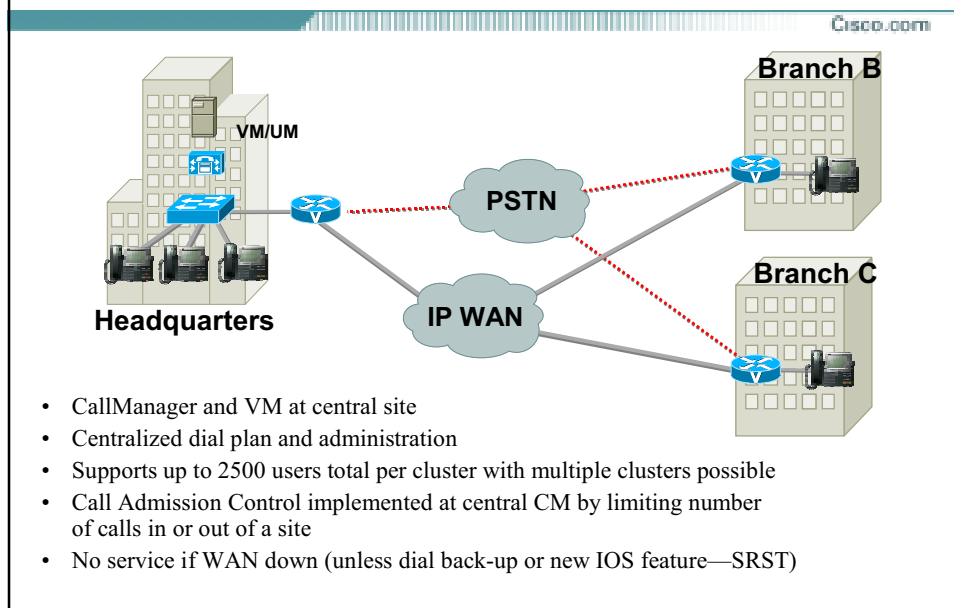 Cisco.com
Branch B
VM/UM
PSTN
Branch C
IP WAN
Headquarters
V
V
V
• CallManager and VM at central site
• Centralized dial plan and administration
• Supports up to 2500 users total per cluster with multiple clusters possible
• Call Admission Control implemented at central CM by limiting number
of calls in or out of a site
• No service if WAN down (unless dial back-up or new IOS feature—SRST)